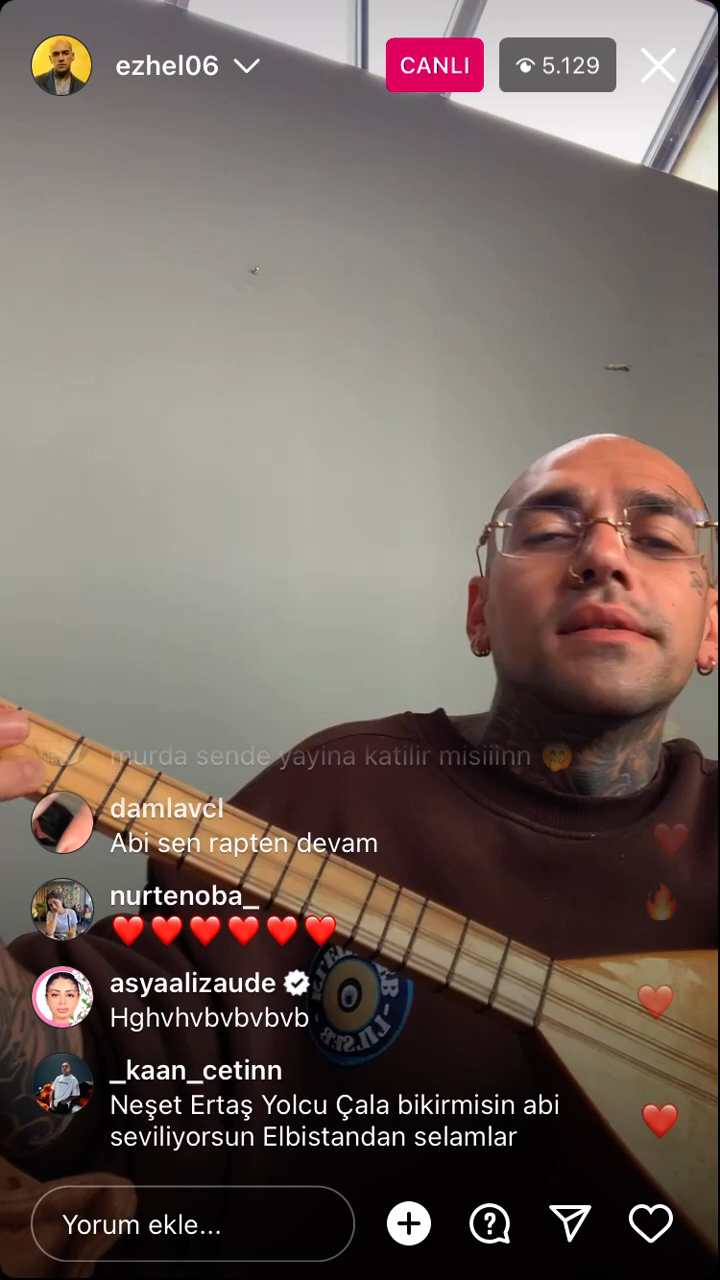 ezhel06
CANLI
5.129
murda sende yayina katilir misiiinn
damlavcl
Abi sen rapten devam
nurtenoba_
asyaalizaude
Hghvhvbvbvbvb
_kaan_cetinn
Neşet Ertaş Yolcu Çala bikirmisin abi
seviliyorsun Elbistandan selamlar
Yorum ekle...